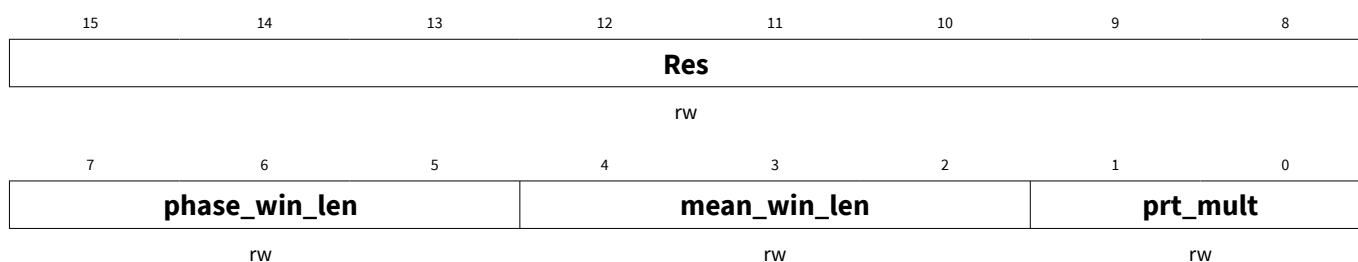 15 14 13 12 11 10 9 8
Res
rw
7 6 5 4 3 2 1 0
phase_win_len mean_win_len prt_mult
rw rw rw